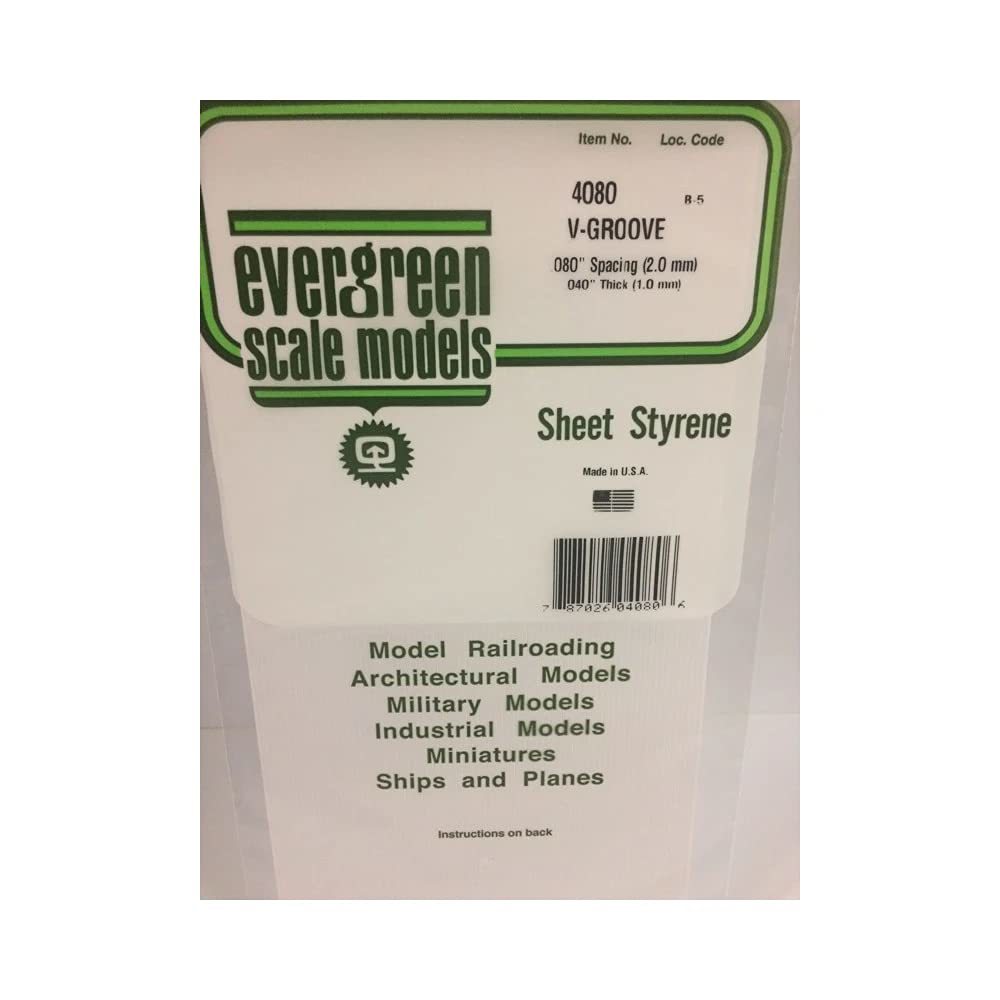 Item No. Loc. Code
4080 B-5
V-GROOVE
.080" Spacing (2.0 mm)
.040" Thick (1.0 mm)
evergreen
scale models
Sheet Styrene
Made in U.S.A.
7 87026 04080 6
Model Railroading
Architectural Models
Military Models
Industrial Models
Miniatures
Ships and Planes
Instructions on back